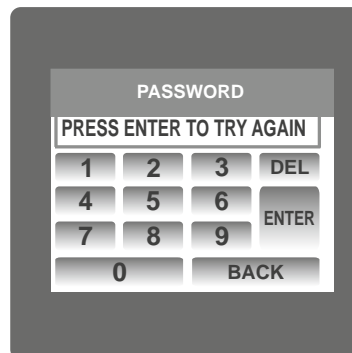 PASSWORD
PRESS ENTER TO TRY AGAIN
1 2 3 DEL
4 5 6 ENTER
7 8 9
0 BACK